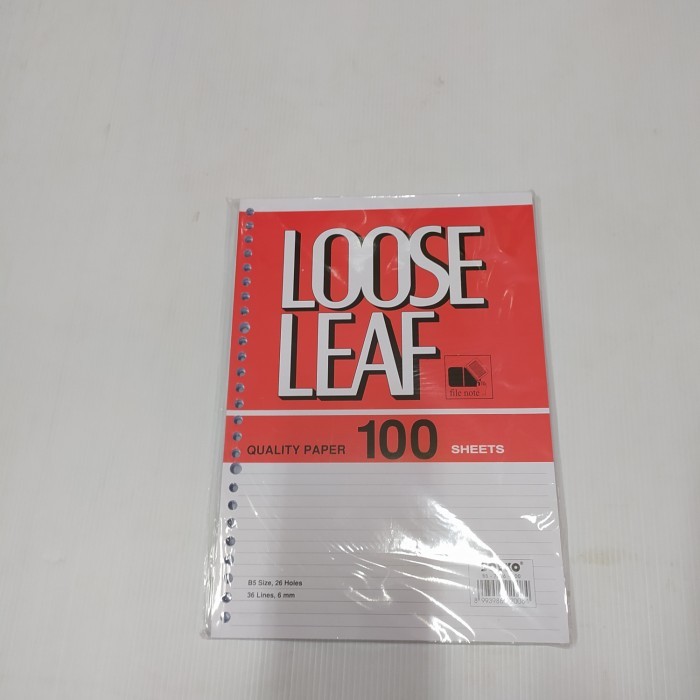 LOOSE
LEAF
file note
QUALITY PAPER 100 SHEETS
B5 Size, 26 Holes
36 Lines, 6 mm